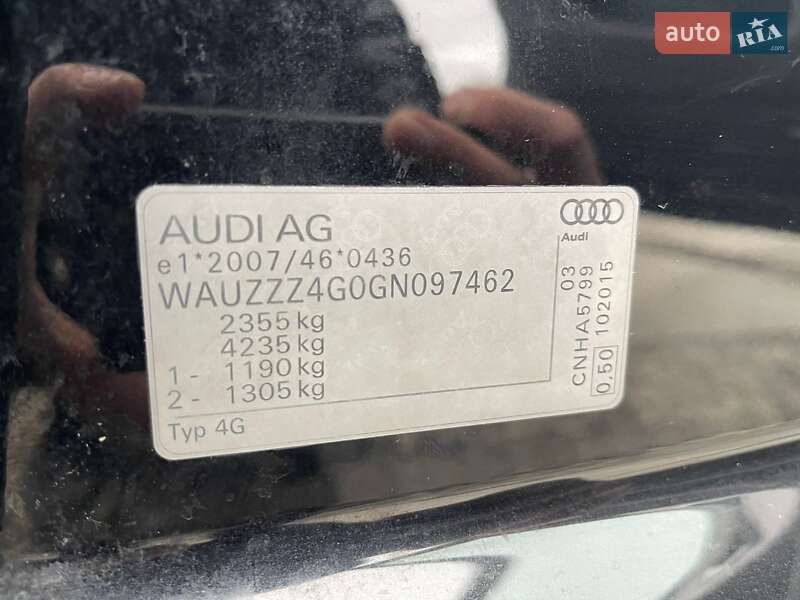 auto RIA .com
AUDI AG
Audi
e1*2007/46*0436
WAUZZZ4G0GN097462
2355 kg
4235 kg
1 - 1190 kg
2 - 1305 kg
Typ 4G
CNHA5799 03
0,50 102015